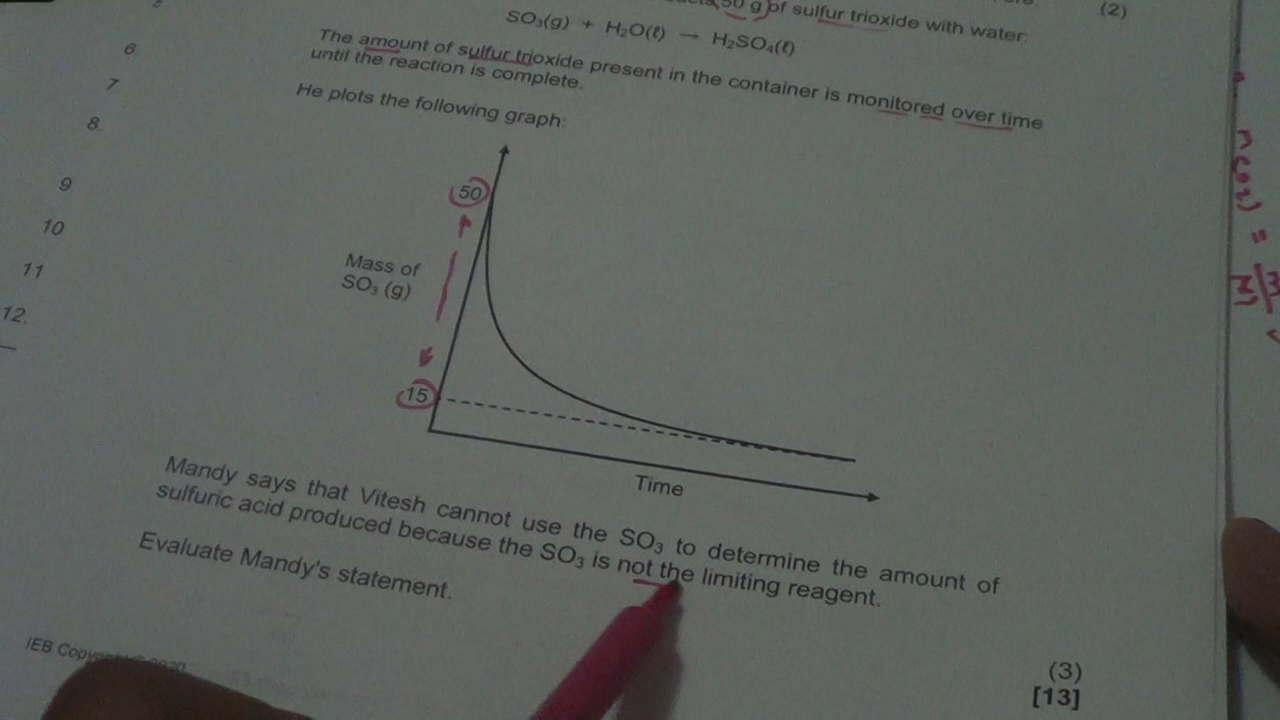 50 g of sulfur trioxide with water:
(2)
SO₃(g) + H₂O(ℓ) → H₂SO₄(ℓ)
The amount of sulfur trioxide present in the container is monitored over time
until the reaction is complete.
He plots the following graph:
6
7
8.
9
10
11
12.
50
Mass of
SO₃ (g)
15
Time
Mandy says that Vitesh cannot use the SO₃ to determine the amount of
sulfuric acid produced because the SO₃ is not the limiting reagent.
Evaluate Mandy's statement.
(3)
[13]
IEB